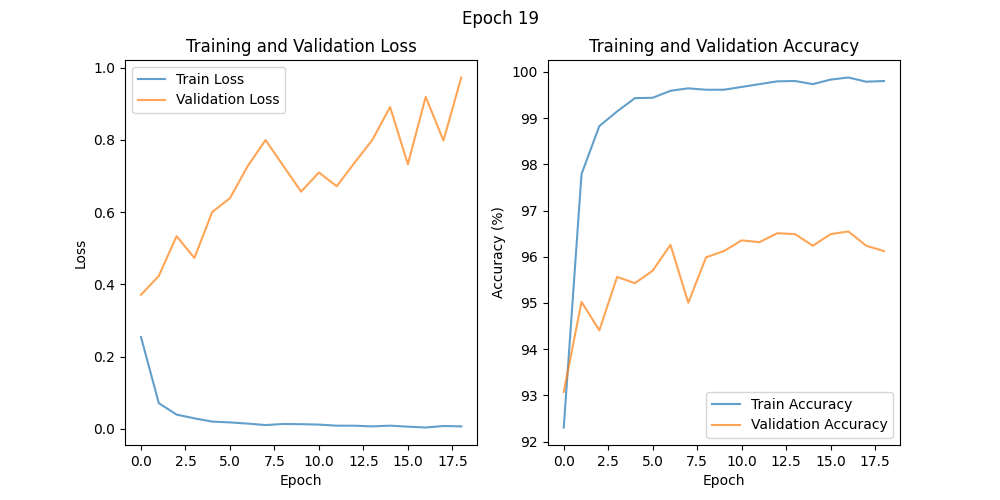 Epoch 19
Training and Validation Loss
Train Loss
Validation Loss
1.0
0.8
0.6
0.4
0.2
0.0
Loss
0.0 2.5 5.0 7.5 10.0 12.5 15.0 17.5
Epoch
Training and Validation Accuracy
100
99
98
97
96
95
94
93
92
Accuracy (%)
Train Accuracy
Validation Accuracy
0.0 2.5 5.0 7.5 10.0 12.5 15.0 17.5
Epoch